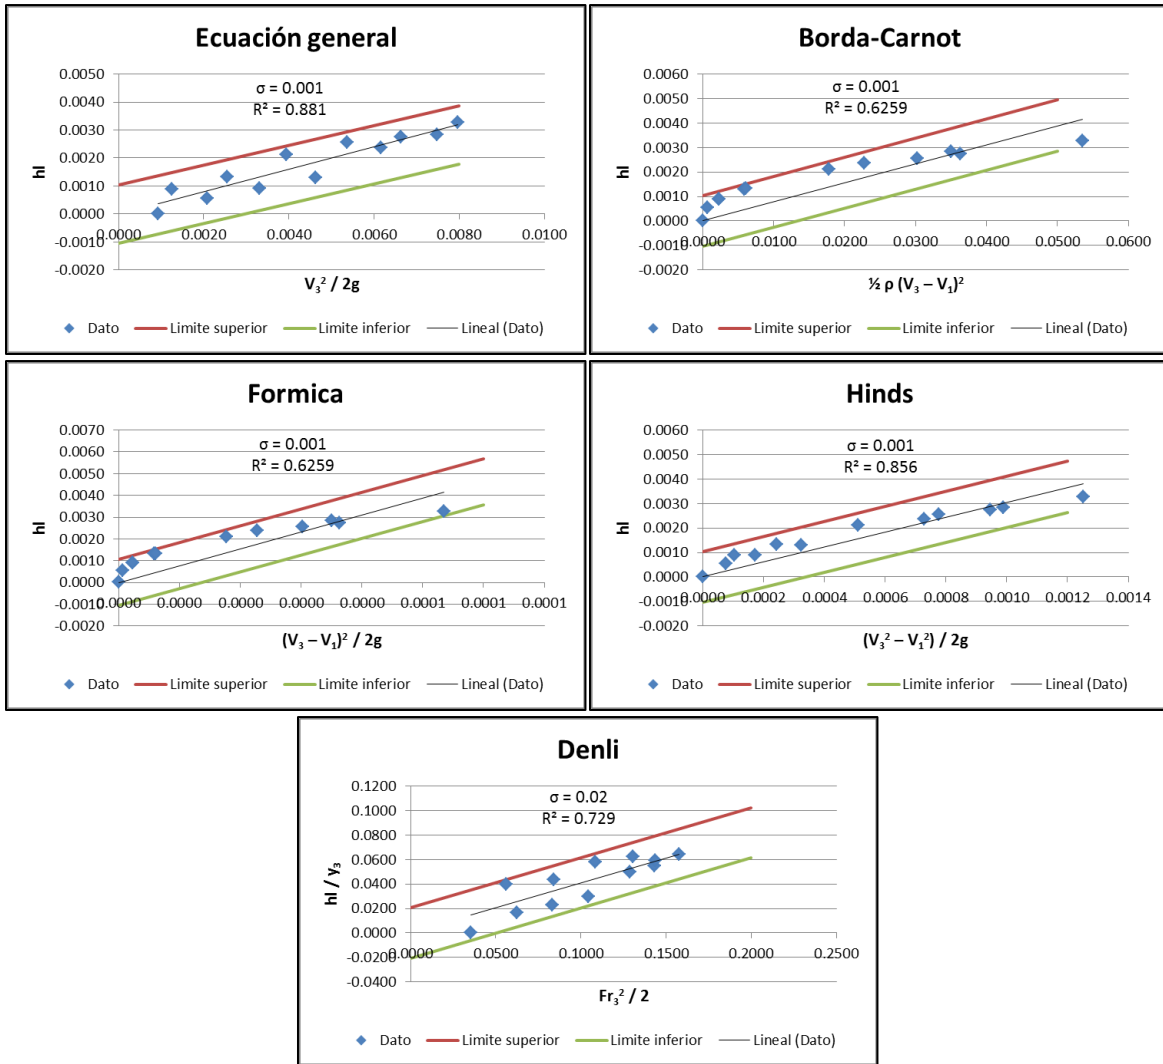 Ecuación general
σ = 0.001
R² = 0.881
0.0050
0.0040
0.0030
0.0020
0.0010
0.0000
-0.0010
-0.0020
hl
0.0000 0.0020 0.0040 0.0060 0.0080 0.0100
V₃² / 2g
Dato Limite superior Limite inferior Lineal (Dato)
Borda-Carnot
σ = 0.001
R² = 0.6259
0.0060
0.0050
0.0040
0.0030
0.0020
0.0010
0.0000
-0.0010
-0.0020
hl
0.0000 0.0100 0.0200 0.0300 0.0400 0.0500 0.0600
½ ρ (V₃ – V₁)²
Dato Limite superior Limite inferior Lineal (Dato)
Formica
σ = 0.001
R² = 0.6259
0.0070
0.0060
0.0050
0.0040
0.0030
0.0020
0.0010
0.0000
-0.0010
-0.0020
hl
0.0000 0.0000 0.0000 0.0000 0.0000 0.0001 0.0001 0.0001
(V₃ – V₁)² / 2g
Dato Limite superior Limite inferior Lineal (Dato)
Hinds
σ = 0.001
R² = 0.856
0.0060
0.0050
0.0040
0.0030
0.0020
0.0010
0.0000
-0.0010
-0.0020
hl
0.0000 0.0002 0.0004 0.0006 0.0008 0.0010 0.0012 0.0014
(V₃² – V₁²) / 2g
Dato Limite superior Limite inferior Lineal (Dato)
Denli
σ = 0.02
R² = 0.729
0.1200
0.1000
0.0800
0.0600
0.0400
0.0200
0.0000
-0.0200
-0.0400
hl / y₃
0.0000 0.0500 0.1000 0.1500 0.2000 0.2500
Fr₃² / 2
Dato Limite superior Limite inferior Lineal (Dato)